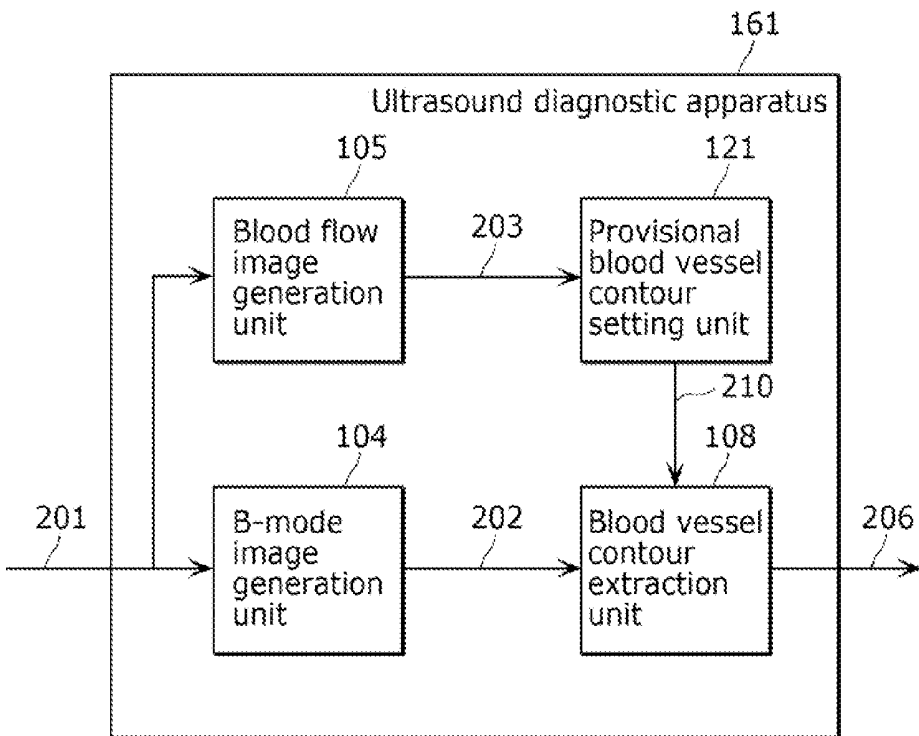 161
Ultrasound diagnostic apparatus
105
121
Blood flow
image
generation
unit
203
Provisional
blood vessel
contour
setting unit
210
104
108
201
B-mode
image
generation
unit
202
Blood vessel
contour
extraction
unit
206